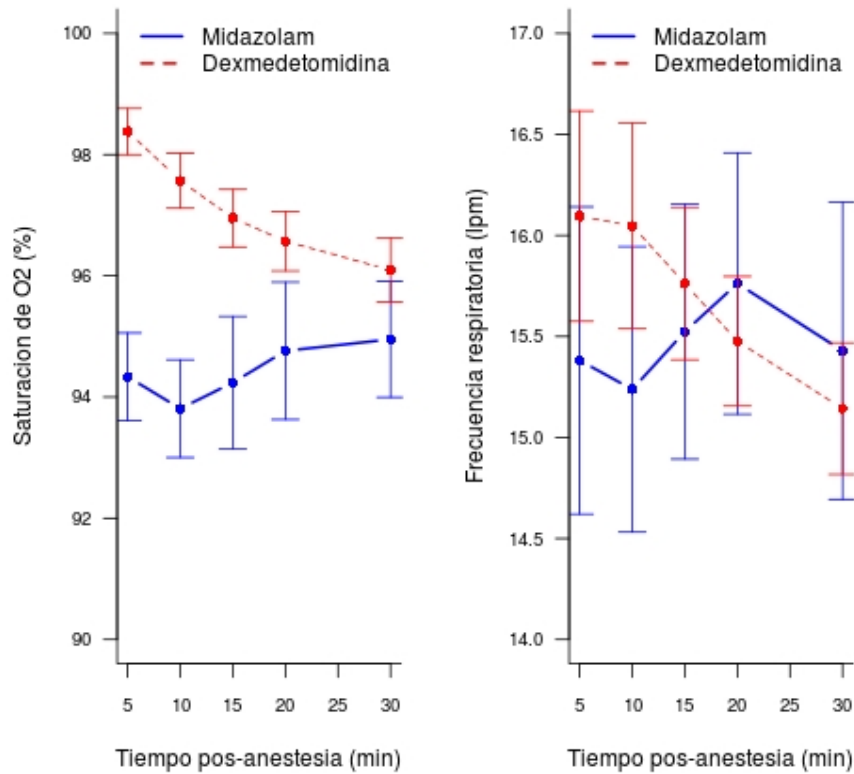 Midazolam
Dexmedetomidina
100
98
96
94
92
90
Saturacion de O2 (%)
5 10 15 20 25 30
Tiempo pos-anestesia (min)
Midazolam
Dexmedetomidina
17.0
16.5
16.0
15.5
15.0
14.5
14.0
Frecuencia respiratoria (lpm)
5 10 15 20 25 30
Tiempo pos-anestesia (min)